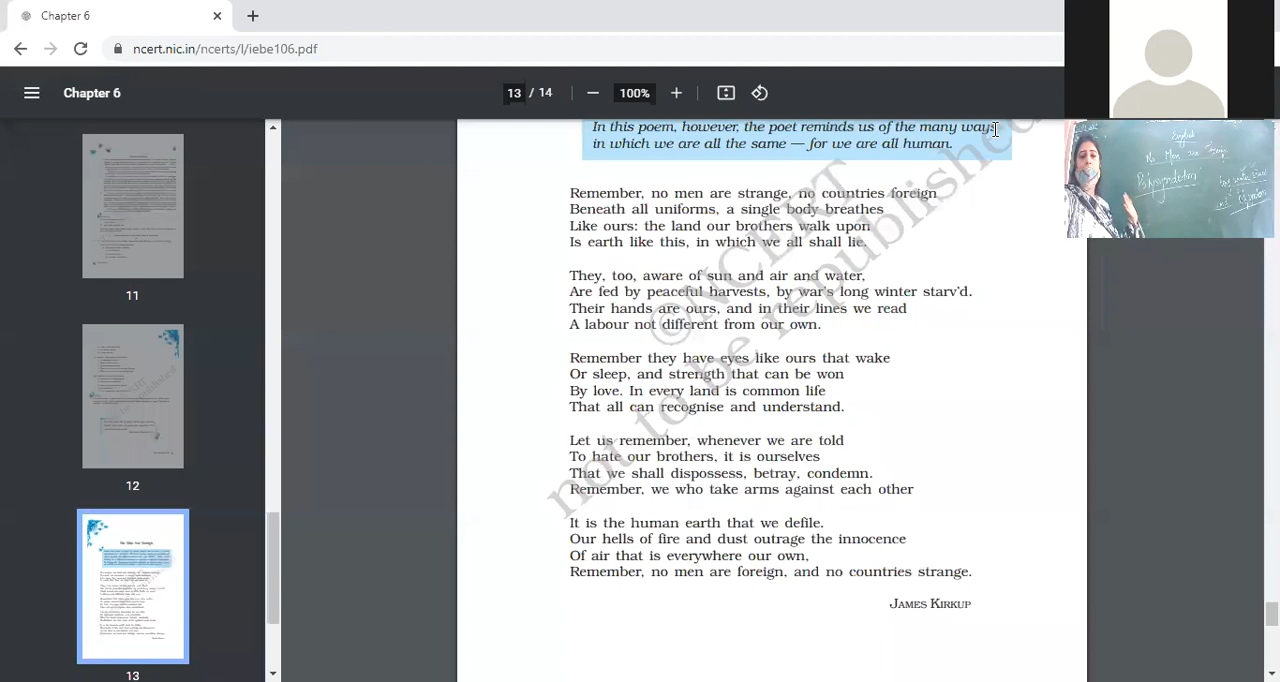 Chapter 6
ncert.nic.in/ncerts/l/iebe106.pdf
Chapter 6
13 / 14
100%
In this poem, however, the poet reminds us of the many ways
in which we are all the same — for we are all human.
Remember, no men are strange, no countries foreign
Beneath all uniforms, a single body breathes
Like ours: the land our brothers walk upon
Is earth like this, in which we all shall lie.
They, too, aware of sun and air and water,
Are fed by peaceful harvests, by war's long winter starv'd.
Their hands are ours, and in their lines we read
A labour not different from our own.
Remember they have eyes like ours that wake
Or sleep, and strength that can be won
By love. In every land is common life
That all can recognise and understand.
Let us remember, whenever we are told
To hate our brothers, it is ourselves
That we shall dispossess, betray, condemn.
Remember, we who take arms against each other
It is the human earth that we defile.
Our hells of fire and dust outrage the innocence
Of air that is everywhere our own,
Remember, no men are foreign, and no countries strange.
JAMES KIRKUP
©NCERT
not to be republished
11
12
13
English
No Men are
Polysyndeton